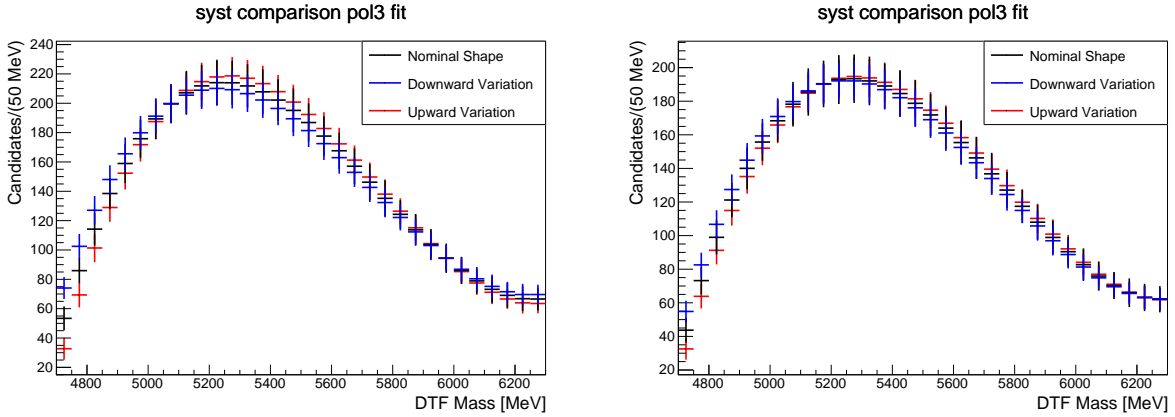 syst comparison pol3 fit
Candidates/(50 MeV)
240
220
200
180
160
140
120
100
80
60
40
20
Nominal Shape
Downward Variation
Upward Variation
4800 5000 5200 5400 5600 5800 6000 6200
DTF Mass [MeV]
syst comparison pol3 fit
Candidates/(50 MeV)
200
180
160
140
120
100
80
60
40
20
Nominal Shape
Downward Variation
Upward Variation
4800 5000 5200 5400 5600 5800 6000 6200
DTF Mass [MeV]